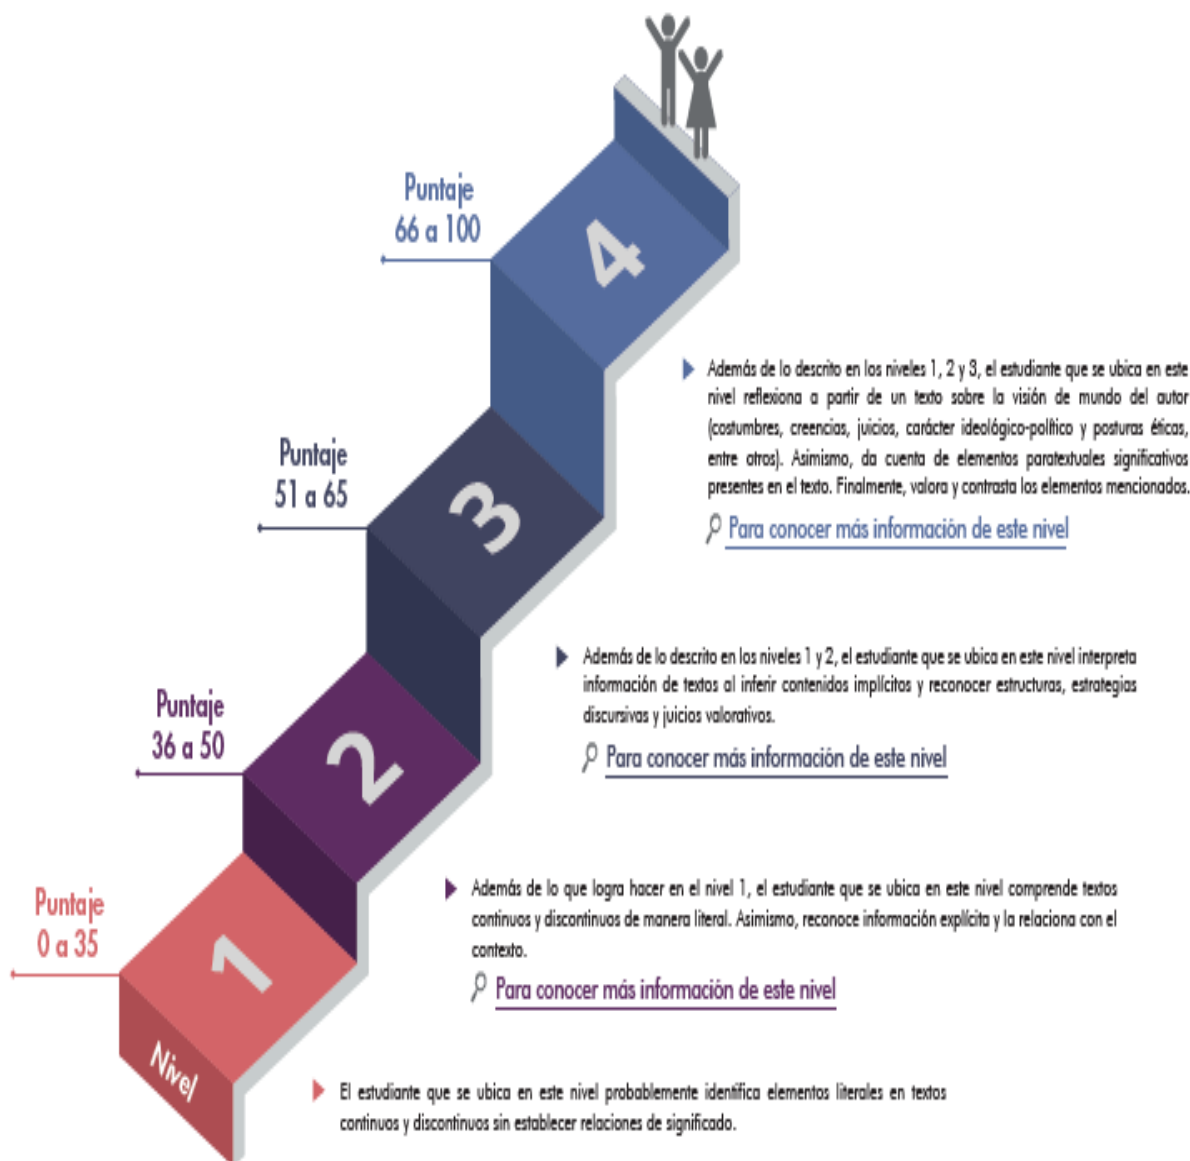 Puntaje
66 a 100
4
Además de lo descrito en los niveles 1, 2 y 3, el estudiante que se ubica en este
nivel reflexiona a partir de un texto sobre la visión de mundo del autor
(costumbres, creencias, juicios, carácter ideológico-político y posturas éticas,
entre otros). Asimismo, da cuenta de elementos paratextuales significativos
presentes en el texto. Finalmente, valora y contrasta los elementos mencionados.
Para conocer más información de este nivel
Puntaje
51 a 65
3
Además de lo descrito en los niveles 1 y 2, el estudiante que se ubica en este nivel interpreta
información de textos al inferir contenidos implícitos y reconocer estructuras, estrategias
discursivas y juicios valorativos.
Para conocer más información de este nivel
Puntaje
36 a 50
2
Además de lo que logra hacer en el nivel 1, el estudiante que se ubica en este nivel comprende textos
continuos y discontinuos de manera literal. Asimismo, reconoce información explícita y la relaciona con el
contexto.
Para conocer más información de este nivel
Puntaje
0 a 35
1
Nivel
El estudiante que se ubica en este nivel probablemente identifica elementos literales en textos
continuos y discontinuos sin establecer relaciones de significado.